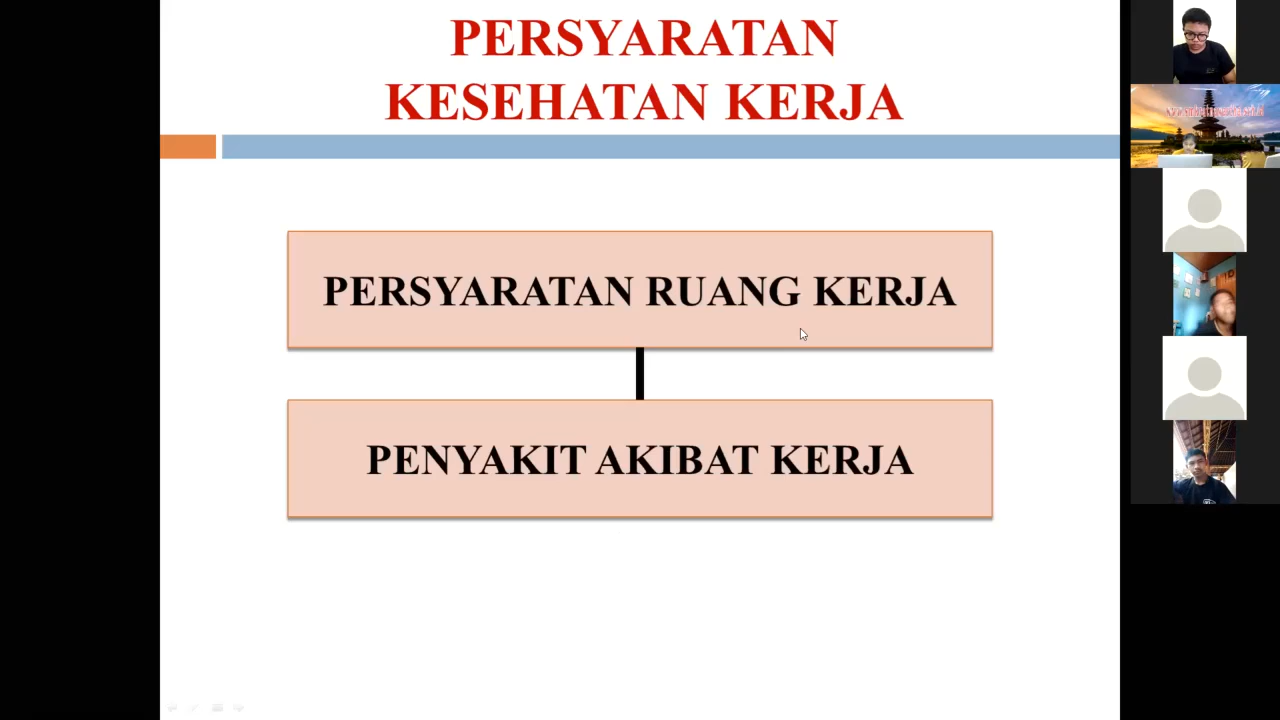 PERSYARATAN
KESEHATAN KERJA
PERSYARATAN RUANG KERJA
PENYAKIT AKIBAT KERJA